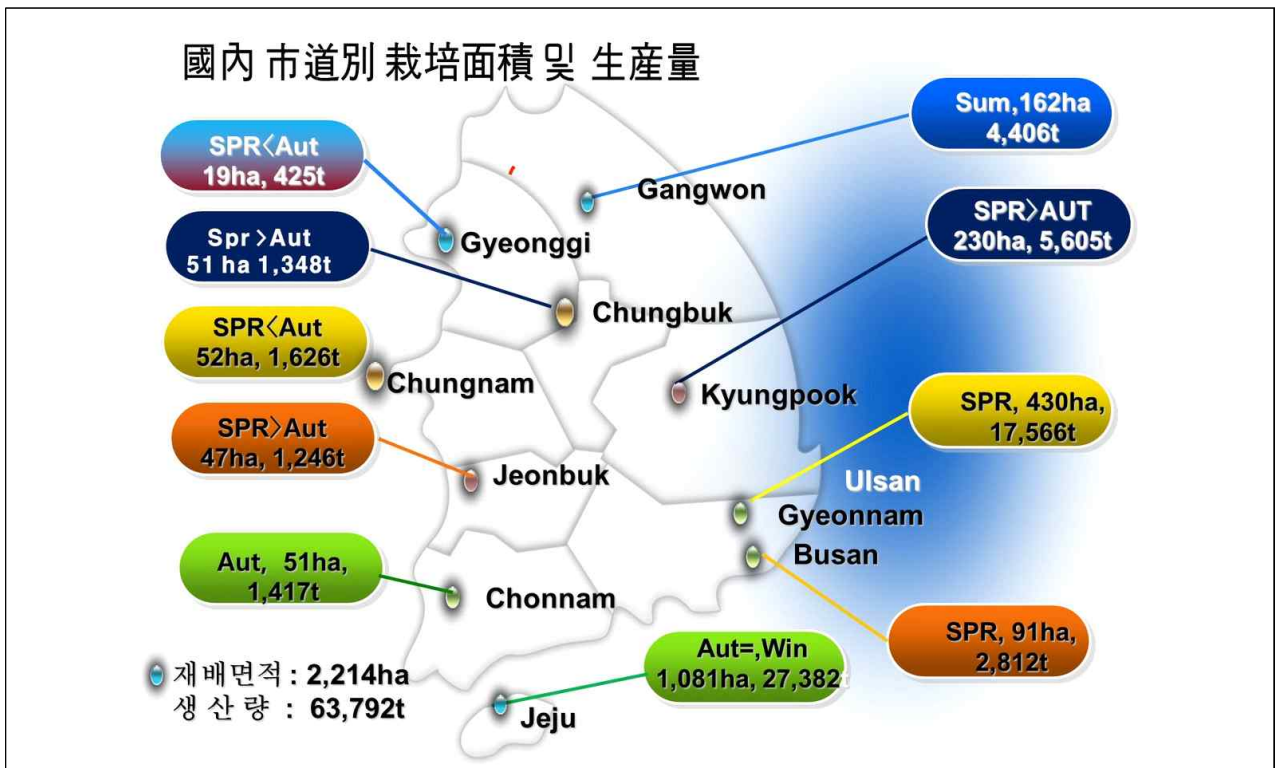 國內 市道別 栽培面積 및 生産量
SPR<Aut
19ha, 425t
Spr >Aut
51 ha 1,348t
SPR<Aut
52ha, 1,626t
SPR>Aut
47ha, 1,246t
Aut, 51ha,
1,417t
Sum,162ha
4,406t
SPR>AUT
230ha, 5,605t
SPR, 430ha,
17,566t
SPR, 91ha,
2,812t
Aut=,Win
1,081ha, 27,382t
Gangwon
Gyeonggi
Chungbuk
Chungnam
Kyungpook
Jeonbuk
Ulsan
Gyeonnam
Busan
Chonnam
Jeju
재배면적 : 2,214ha
생 산 량 : 63,792t